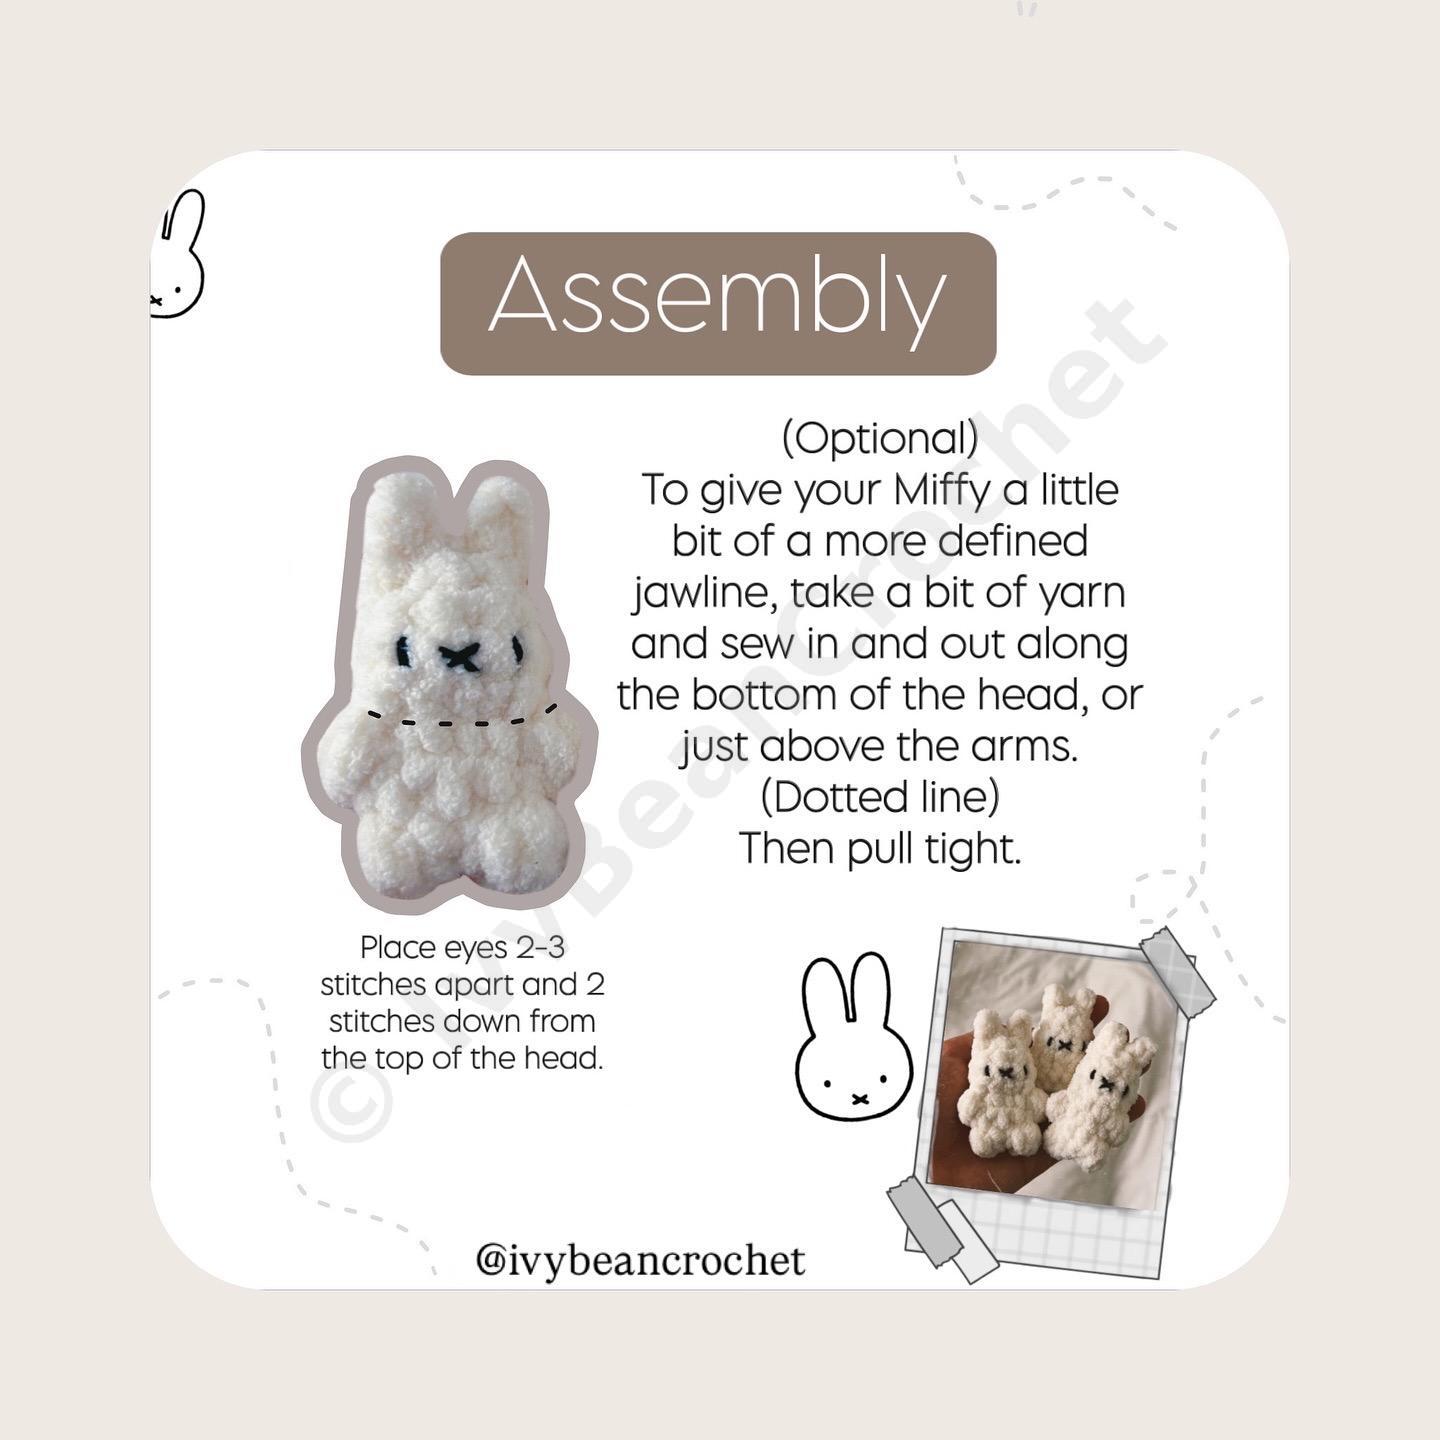 Assembly
(Optional)
To give your Miffy a little
bit of a more defined
jawline, take a bit of yarn
and sew in and out along
the bottom of the head, or
just above the arms.
(Dotted line)
Then pull tight.
Place eyes 2-3
stitches apart and 2
stitches down from
the top of the head.
© IvyBeanCrochet
@ivybeancrochet